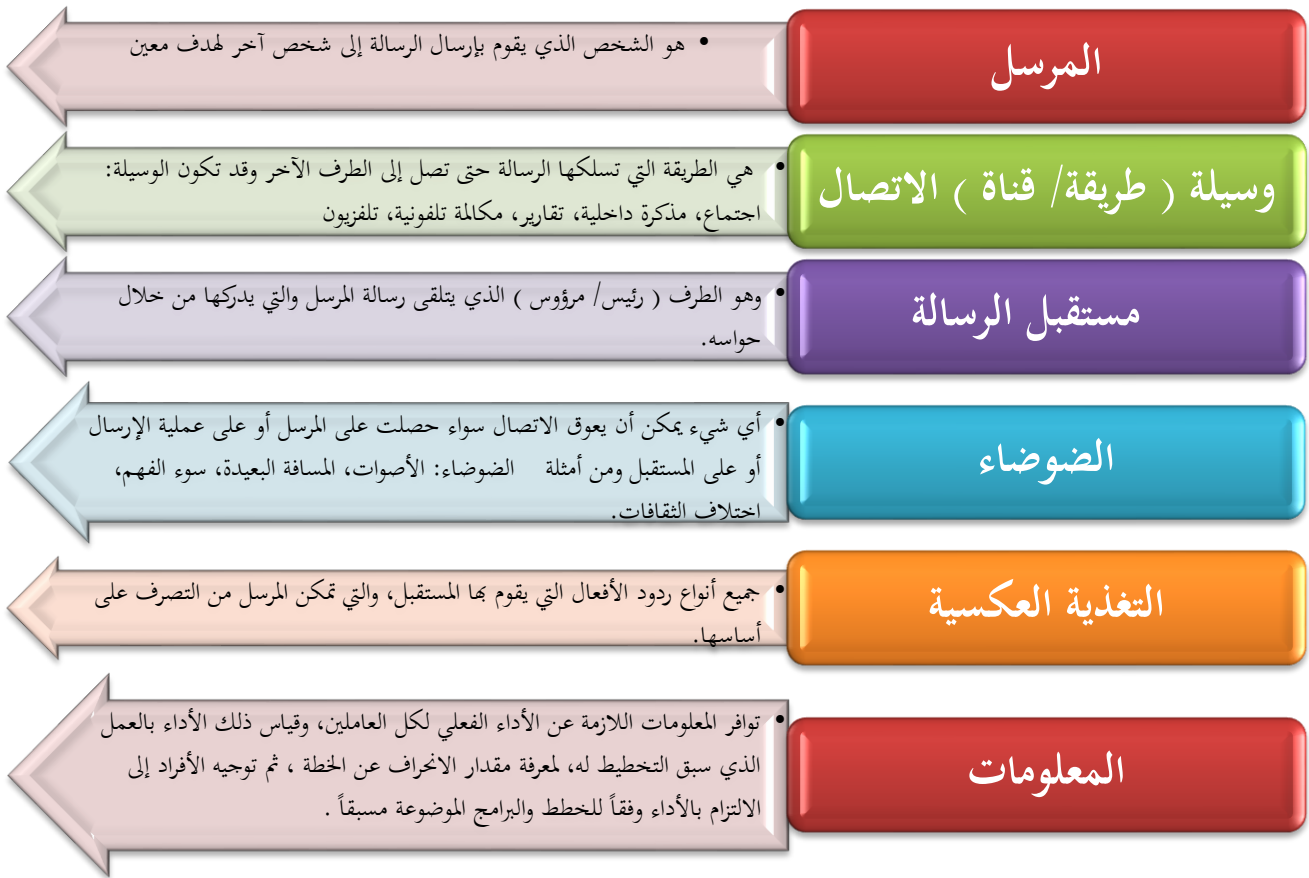 المرسل
• هو الشخص الذي يقوم بإرسال الرسالة إلى شخص آخر لهدف معين
وسيلة ( طريقة/ قناة ) الاتصال
• هي الطريقة التي تسلكها الرسالة حتى تصل إلى الطرف الآخر وقد تكون الوسيلة:
اجتماع، مذكرة داخلية، تقارير، مكالمة تلفونية، تلفزيون
مستقبل الرسالة
• وهو الطرف ( رئيس/ مرؤوس ) الذي يتلقى رسالة المرسل والتي يدركها من خلال
حواسه.
الضوضاء
• أي شيء يمكن أن يعوق الاتصال سواء حصلت على المرسل أو على عملية الإرسال
أو على المستقبل ومن أمثلة الضوضاء: الأصوات، المسافة البعيدة، سوء الفهم،
اختلاف الثقافات.
التغذية العكسية
• جميع أنواع ردود الأفعال التي يقوم بها المستقبل، والتي تمكن المرسل من التصرف على
أساسها.
المعلومات
• توافر المعلومات اللازمة عن الأداء الفعلي لكل العاملين، وقياس ذلك الأداء بالعمل
الذي سبق التخطيط له، لمعرفة مقدار الانحراف عن الخطة ، ثم توجيه الأفراد إلى
الالتزام بالأداء وفقاً للخطط والبرامج الموضوعة مسبقاً .